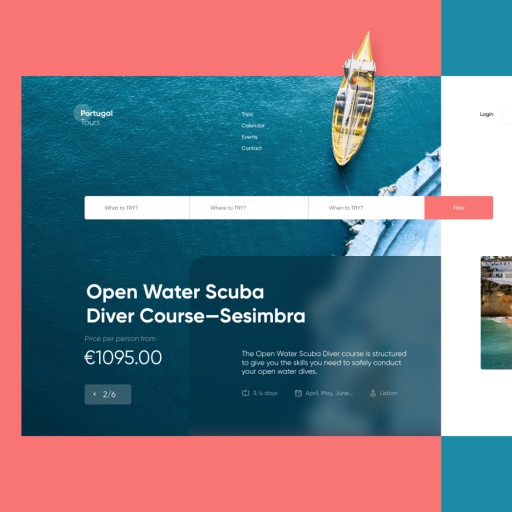 Portugal
Tours
Trips
Calendar
Events
Contact
Login
What to TRY?
Where to TRY?
When to TRY?
Filter
Open Water Scuba
Diver Course—Sesimbra
Price per person from
€1095.00
The Open Water Scuba Diver course is structured
to give you the skills you need to safely conduct
your open water dives.
2/6
3/4 days
April, May, June...
Lisbon